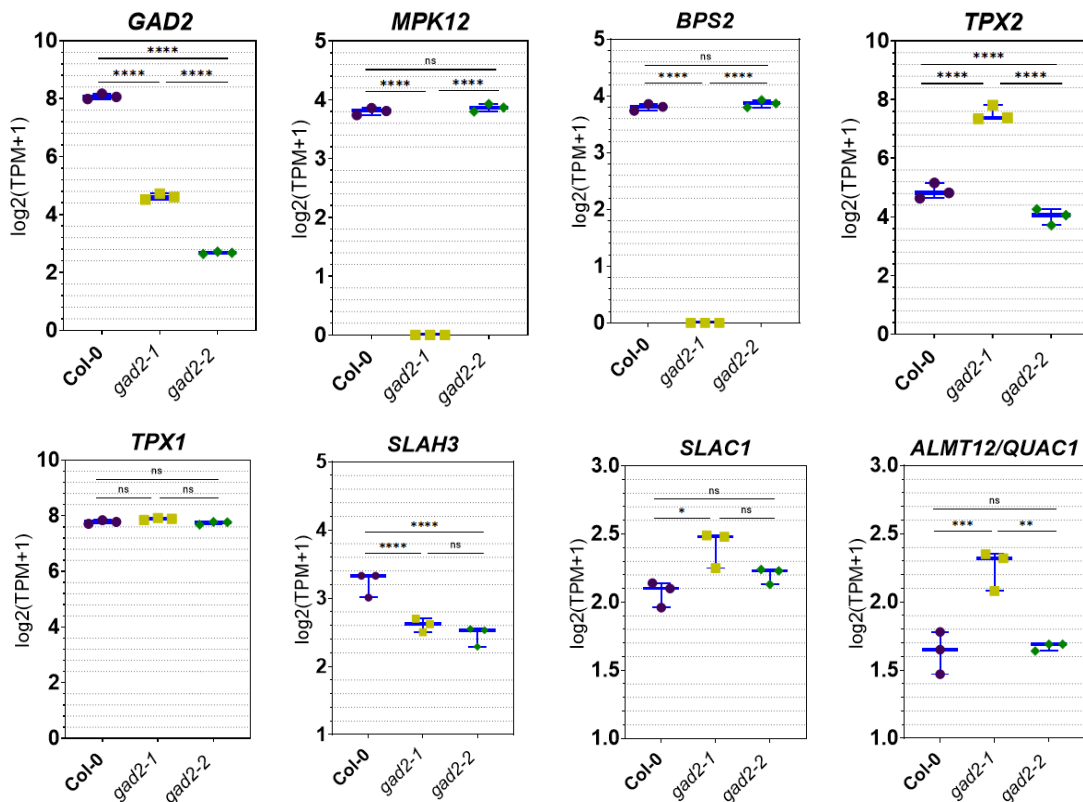 GAD2
log2(TPM+1)
10
8
6
4
2
0
****
**** ****
Col-0
gad2-1
gad2-2
MPK12
log2(TPM+1)
5
4
3
2
1
0
ns
**** ****
Col-0
gad2-1
gad2-2
BPS2
log2(TPM+1)
5
4
3
2
1
0
ns
**** ****
Col-0
gad2-1
gad2-2
TPX2
log2(TPM+1)
10
8
6
4
2
0
****
**** ****
Col-0
gad2-1
gad2-2
TPX1
log2(TPM+1)
10
8
6
4
2
0
ns
ns ns
Col-0
gad2-1
gad2-2
SLAH3
log2(TPM+1)
5
4
3
2
1
****
**** ns
Col-0
gad2-1
gad2-2
SLAC1
log2(TPM+1)
3.0
2.5
2.0
1.5
1.0
ns
* ns
Col-0
gad2-1
gad2-2
ALMT12/QUAC1
log2(TPM+1)
3.0
2.5
2.0
1.5
1.0
ns
*** **
Col-0
gad2-1
gad2-2